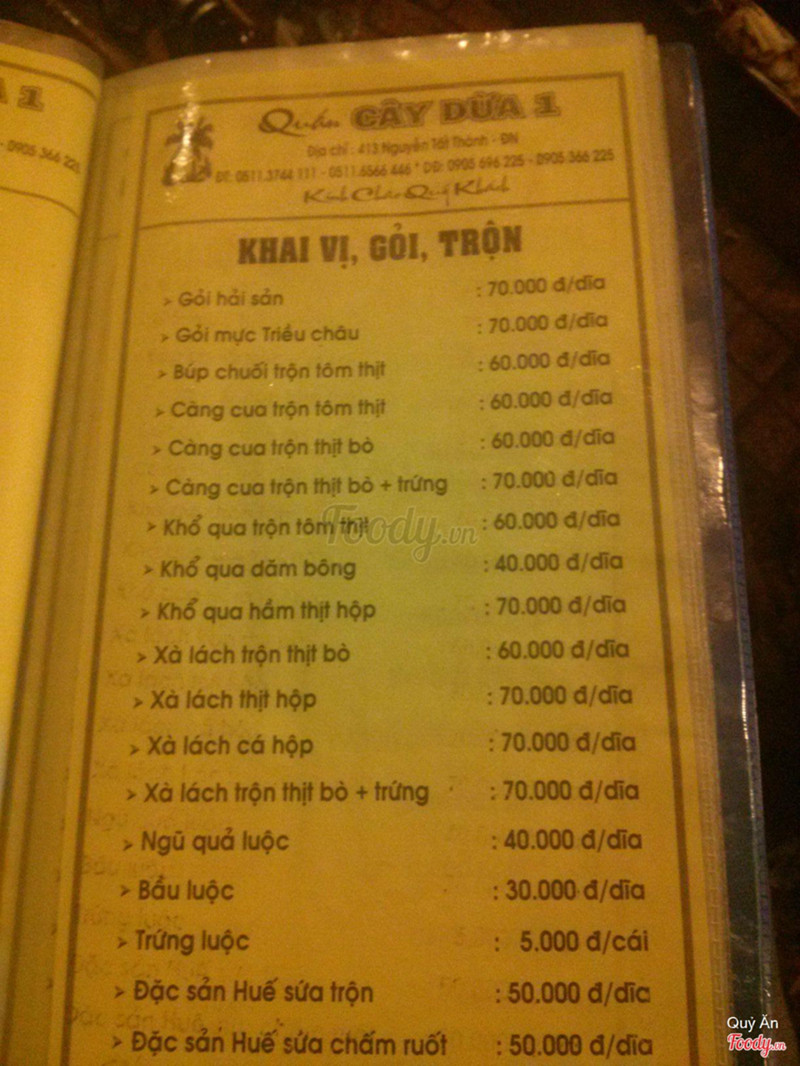 A 1
- 0905 366 225
Quán CÂY DỪA 1
Địa chỉ : 413 Nguyễn Tất Thành - ĐN
ĐT: 0511.3744 111 - 0511.6566 446 * DĐ: 0905 696 225 - 0905 366 225
Kính Chào Quý Khách
KHAI VỊ, GỎI, TRỘN
➢ Gỏi hải sản : 70.000 đ/dĩa
➢ Gỏi mực Triều châu : 70.000 đ/dĩa
➢ Búp chuối trộn tôm thịt : 60.000 đ/dĩa
➢ Càng cua trộn tôm thịt : 60.000 đ/dĩa
➢ Càng cua trộn thịt bò : 60.000 đ/dĩa
➢ Càng cua trộn thịt bò + trứng : 70.000 đ/dĩa
➢ Khổ qua trộn tôm thịt : 60.000 đ/dĩa
Foody.vn
➢ Khổ qua dăm bông : 40.000 đ/dĩa
➢ Khổ qua hầm thịt hộp : 70.000 đ/dĩa
➢ Xà lách trộn thịt bò : 60.000 đ/dĩa
➢ Xà lách thịt hộp : 70.000 đ/dĩa
➢ Xà lách cá hộp : 70.000 đ/dĩa
➢ Xà lách trộn thịt bò + trứng : 70.000 đ/dĩa
➢ Ngũ quả luộc : 40.000 đ/dĩa
➢ Bầu luộc : 30.000 đ/dĩa
➢ Trứng luộc : 5.000 đ/cái
➢ Đặc sản Huế sứa trộn : 50.000 đ/dĩa
➢ Đặc sản Huế sứa chấm ruốt : 50.000 đ/dĩa
Quỷ Ăn
Foody.vn